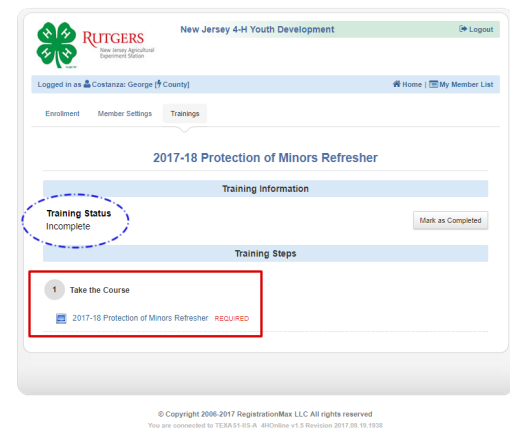 RUTGERS
New Jersey Agricultural
Experiment Station
New Jersey 4-H Youth Development
Logout
Logged in as Costanza: George [County]
Home | My Member List
Enrollment Member Settings Trainings
2017-18 Protection of Minors Refresher
Training Information
Training Status
Incomplete
Mark as Completed
Training Steps
1 Take the Course
2017-18 Protection of Minors Refresher REQUIRED
© Copyright 2006-2017 RegistrationMax LLC All rights reserved
You are connected to TEXAS1-IIS-A 4HOnline v1.5 Revision 2017.09.19.1938